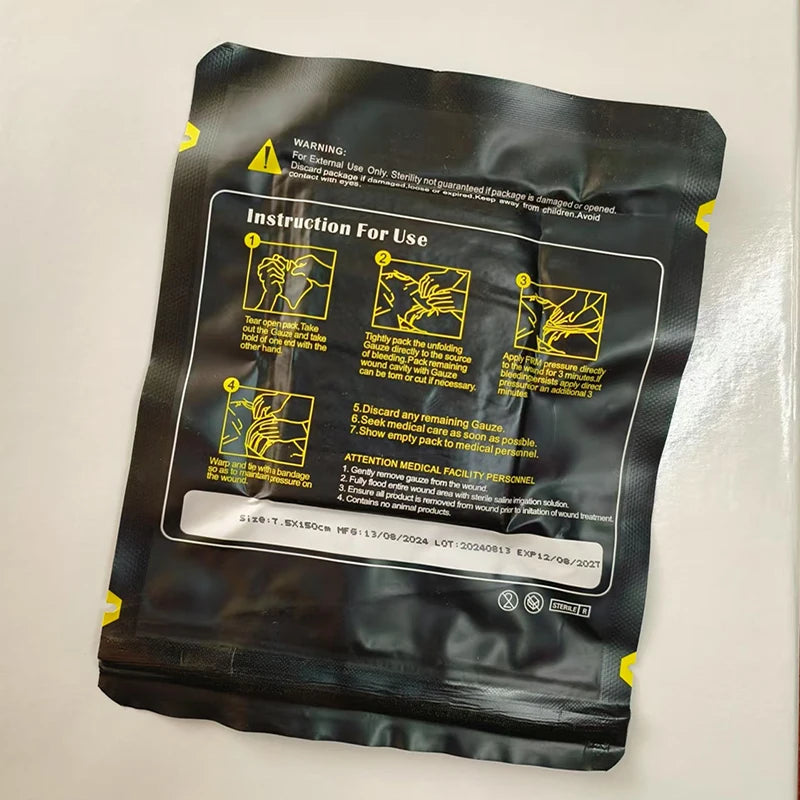 WARNING:
For External Use Only. Sterility not guaranteed if package is damaged or opened.
Discard package if damaged,loose or expired.Keep away from children.Avoid
contact with eyes.
Instruction For Use
1
Tear open pack,Take
out the Gauze and take
hold of one end with the
other hand.
2
Tightly pack the unfolding
Gauze directly to the source
of bleeding.Pack remaining
wound cavity with Gauze
can be torn or cut if necessary.
3
Apply FRM pressure directly
to the wound for 3 minutes.if
bleeding persists apply direct
pressure for an additional 3
minutes
4
Warp and tie with a bandage
so as to maintain pressure on
the wound.
5.Discard any remaining Gauze.
6.Seek medical care as soon as possible.
7.Show empty pack to medical personnel.
ATTENTION MEDICAL FACILITY PERSONNEL
1. Gently remove gauze from the wound.
2. Fully flood entire wound area with sterile saline irrigation solution.
3. Ensure all product is removed from wound prior to initation of wound treatment.
4. Contains no animal products.
Size:7.5X150cm MFG:13/08/2024 LOT:20240813 EXP12/08/2027
2
STERILE R